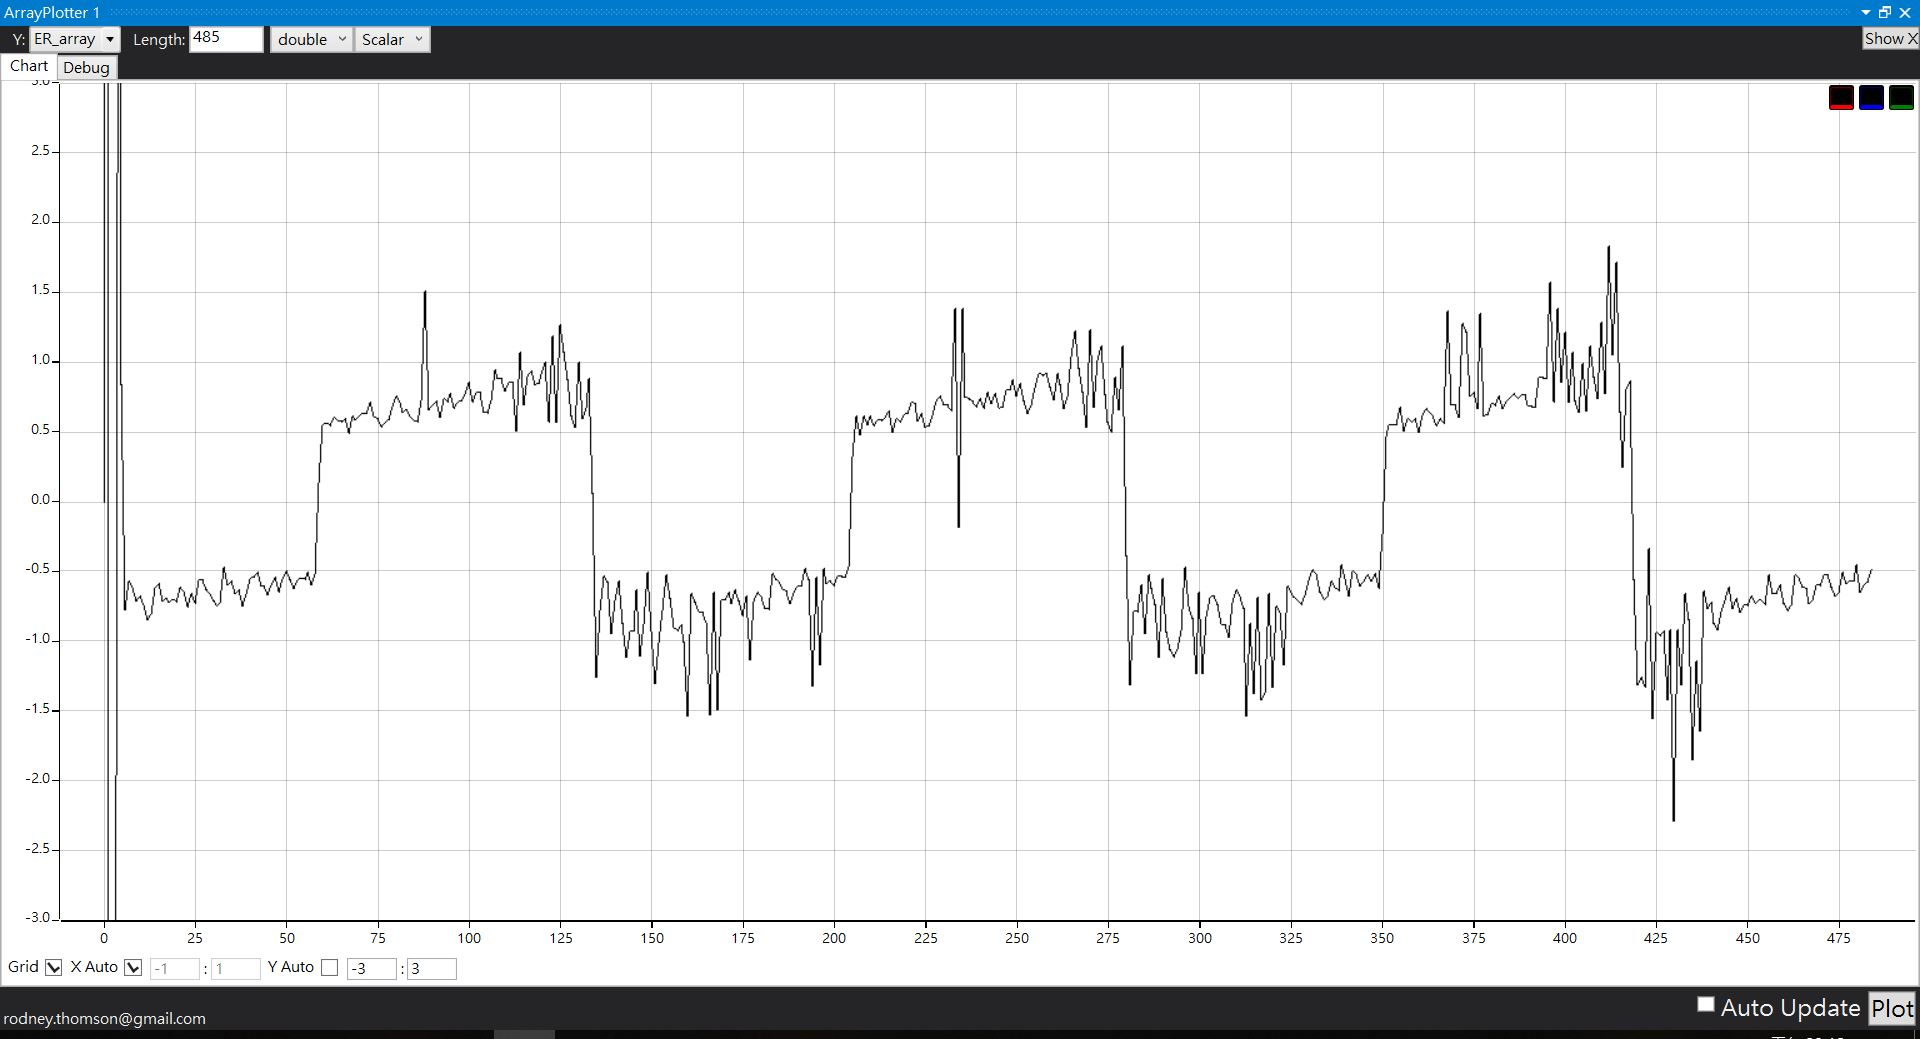 ArrayPlotter 1
Y: ER_array Length: 485 double Scalar Show X
Chart Debug
3.0
2.5
2.0
1.5
1.0
0.5
0.0
-0.5
-1.0
-1.5
-2.0
-2.5
-3.0
0 25 50 75 100 125 150 175 200 225 250 275 300 325 350 375 400 425 450 475
Grid X Auto -1 : 1 Y Auto -3 : 3
Auto Update Plot
rodney.thomson@gmail.com